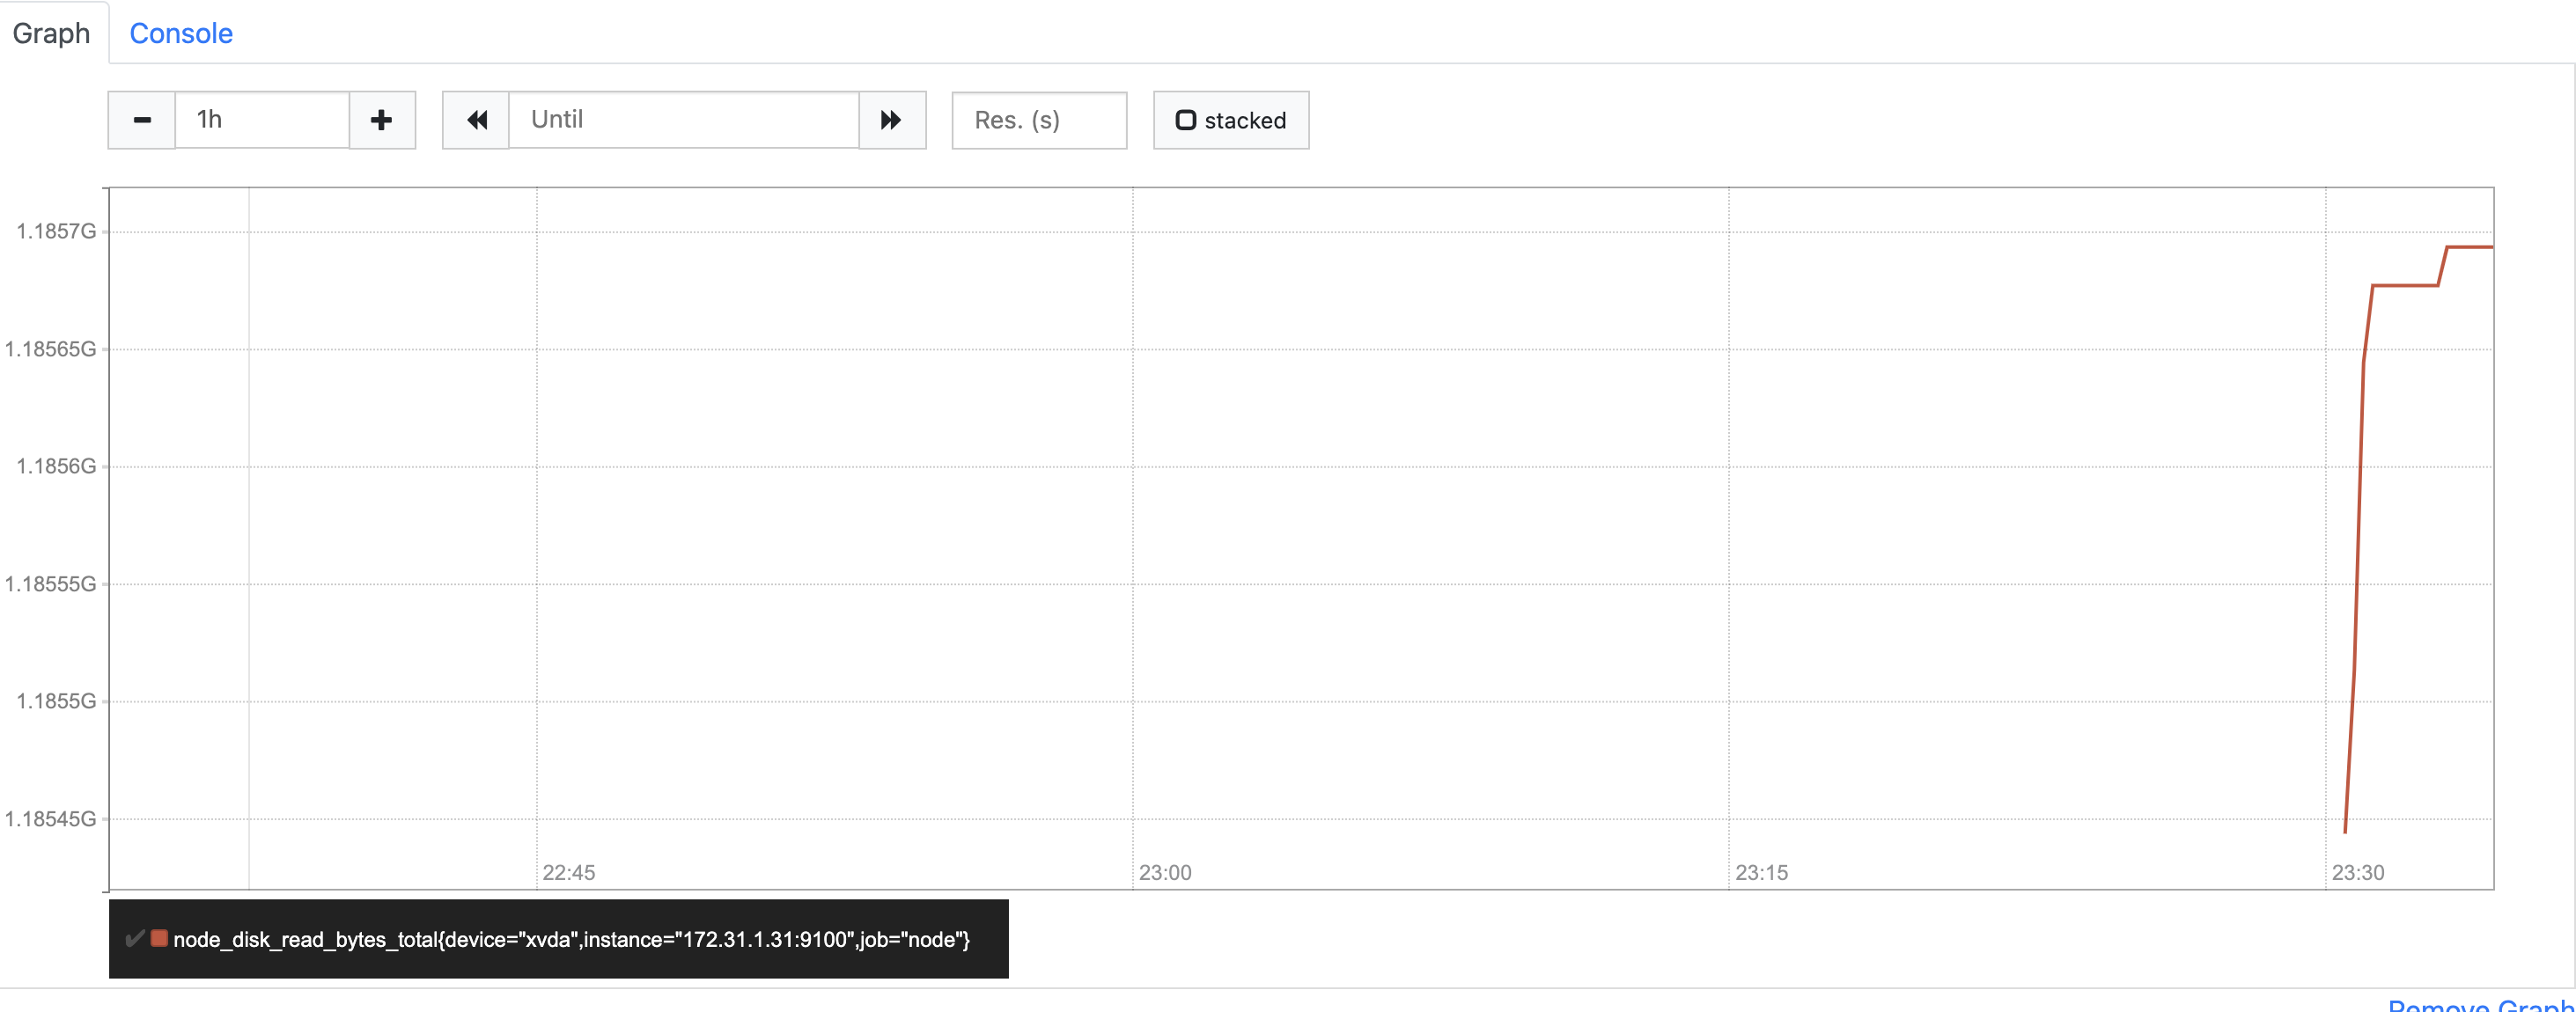 Graph Console
1h Until Res. (s) stacked
1.1857G
1.18565G
1.1856G
1.18555G
1.1855G
1.18545G
22:45 23:00 23:15 23:30
node_disk_read_bytes_total{device="xvda",instance="172.31.1.31:9100",job="node"}
Remove Graph